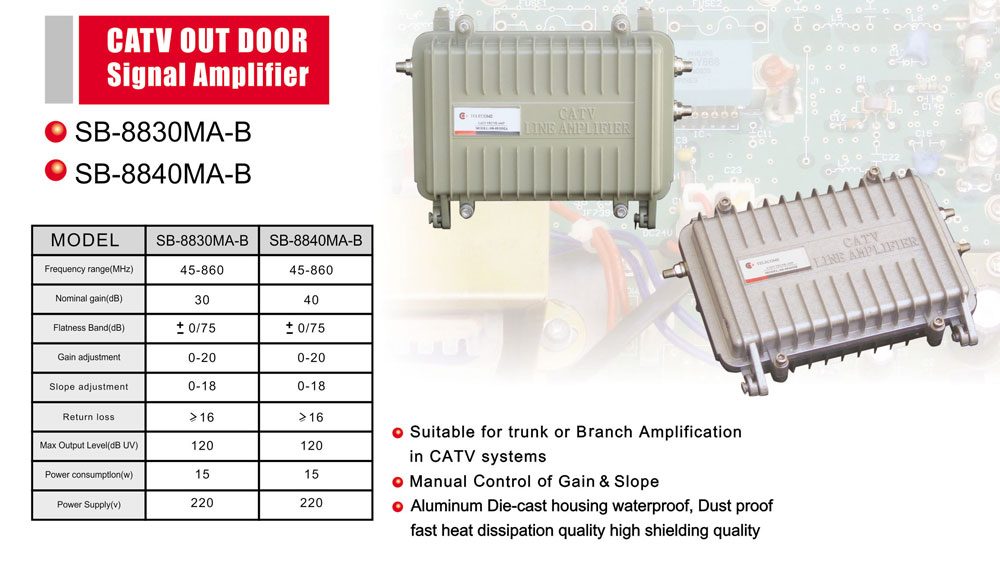 CATV OUT DOOR
Signal Amplifier
SB-8830MA-B
SB-8840MA-B
MODEL SB-8830MA-B SB-8840MA-B
Frequency range(MHz) 45-860 45-860
Nominal gain(dB) 30 40
Flatness Band(dB) ± 0/75 ± 0/75
Gain adjustment 0-20 0-20
Slope adjustment 0-18 0-18
Return loss ≥16 ≥16
Max Output Level(dB UV) 120 120
Power consumption(w) 15 15
Power Supply(v) 220 220
TELECOME
CATV
LINE AMPLIFIER
TELECOME
CATV
LINE AMPLIFIER
FUSE
FUSE
DC24V
Suitable for trunk or Branch Amplification
in CATV systems
Manual Control of Gain & Slope
Aluminum Die-cast housing waterproof, Dust proof
fast heat dissipation quality high shielding quality